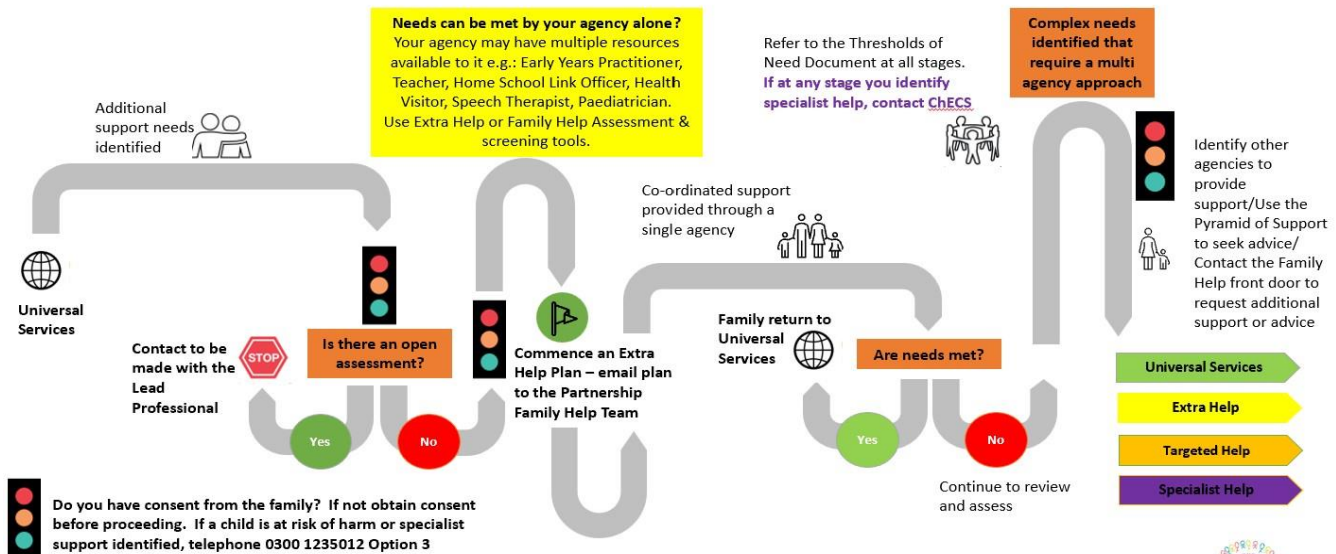 Additional
support needs
identified
Universal
Services
Needs can be met by your agency alone?
Your agency may have multiple resources
available to it e.g.: Early Years Practitioner,
Teacher, Home School Link Officer, Health
Visitor, Speech Therapist, Paediatrician.
Use Extra Help or Family Help Assessment &
screening tools.
Is there an open
assessment?
STOP
Contact to be
made with the
Lead
Professional
Yes
No
Commence an Extra
Help Plan – email plan
to the Partnership
Family Help Team
Co-ordinated support
provided through a
single agency
Refer to the Thresholds of
Need Document at all stages.
If at any stage you identify
specialist help, contact ChECS
Family return to
Universal
Services
Are needs met?
Yes
No
Continue to review
and assess
Complex needs
identified that
require a multi
agency approach
Identify other
agencies to
provide
support/Use the
Pyramid of Support
to seek advice/
Contact the Family
Help front door to
request additional
support or advice
Universal Services
Extra Help
Targeted Help
Specialist Help
Do you have consent from the family? If not obtain consent
before proceeding. If a child is at risk of harm or specialist
support identified, telephone 0300 1235012 Option 3